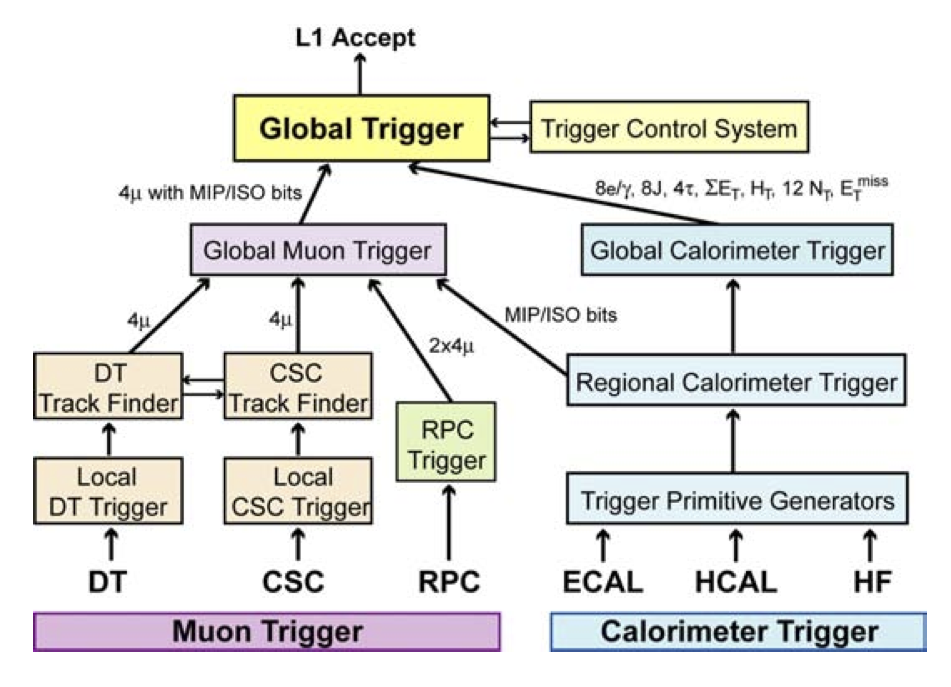 L1 Accept
Global Trigger
Trigger Control System
4μ with MIP/ISO bits
8e/γ, 8J, 4τ, ΣE_T, H_T, 12 N_T, E_T^miss
Global Muon Trigger
Global Calorimeter Trigger
4μ
4μ
2x4μ
MIP/ISO bits
DT
Track Finder
CSC
Track Finder
Regional Calorimeter Trigger
RPC
Trigger
Local
DT Trigger
Local
CSC Trigger
Trigger Primitive Generators
DT
CSC
RPC
ECAL
HCAL
HF
Muon Trigger
Calorimeter Trigger